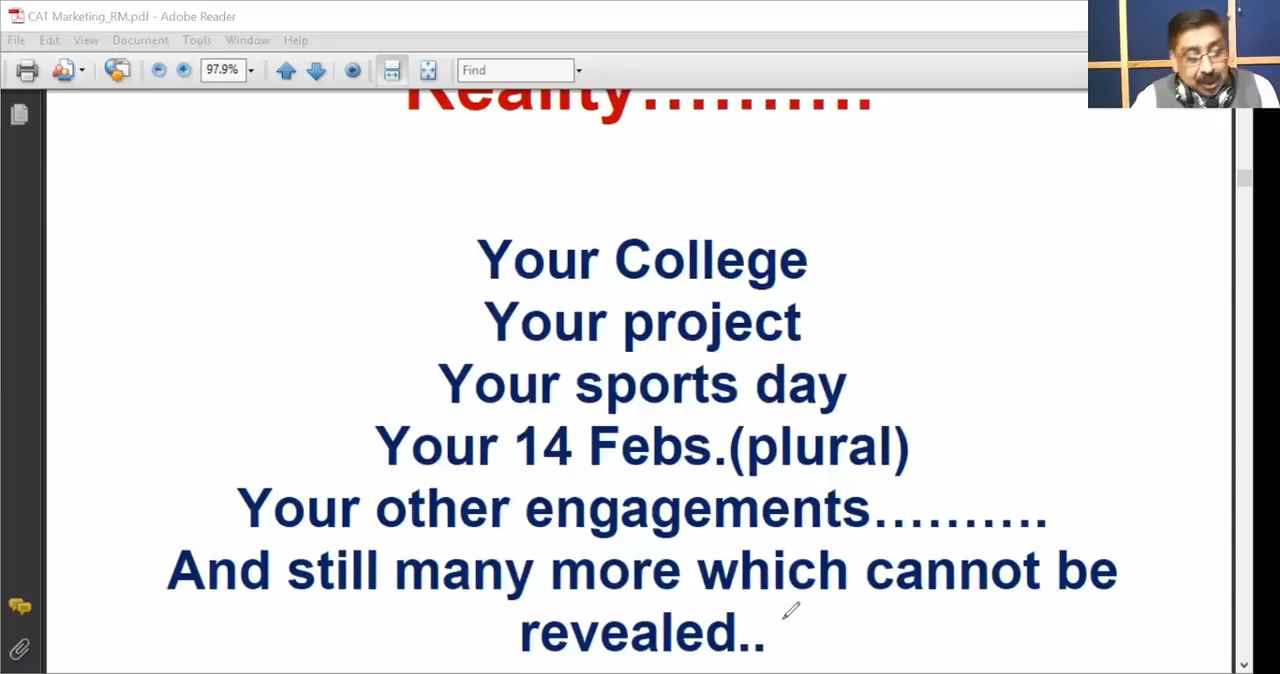 CAT Marketing_RM.pdf - Adobe Reader
File Edit View Document Tools Window Help
97.9% Find
Reality..........
Your College
Your project
Your sports day
Your 14 Febs.(plural)
Your other engagements……….
And still many more which cannot be
revealed..